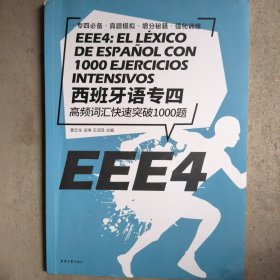 专四必备·真题模拟·增分秘籍·强化训练
EEE4: EL LÉXICO
DE ESPAÑOL CON
1000 EJERCICIOS
INTENSIVOS
西班牙语专四
高频词汇快速突破1000题
主编
EEE4